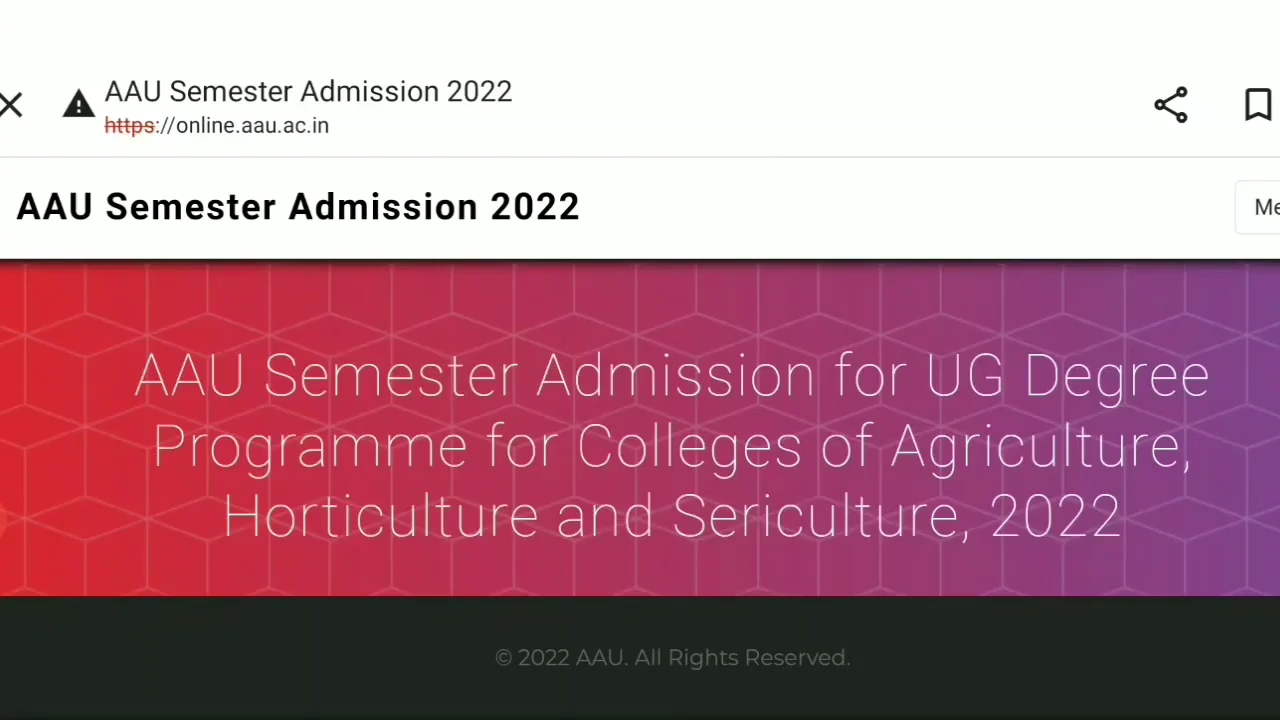 AAU Semester Admission 2022
https://online.aau.ac.in
AAU Semester Admission 2022
AAU Semester Admission for UG Degree
Programme for Colleges of Agriculture,
Horticulture and Sericulture, 2022
© 2022 AAU. All Rights Reserved.